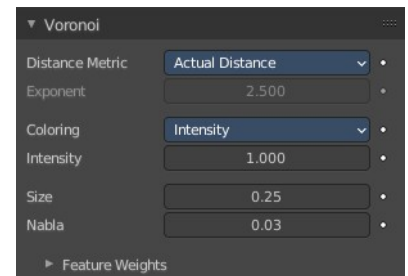 Voronoi
Distance Metric Actual Distance
Exponent 2.500
Coloring Intensity
Intensity 1.000
Size 0.25
Nabla 0.03
Feature Weights